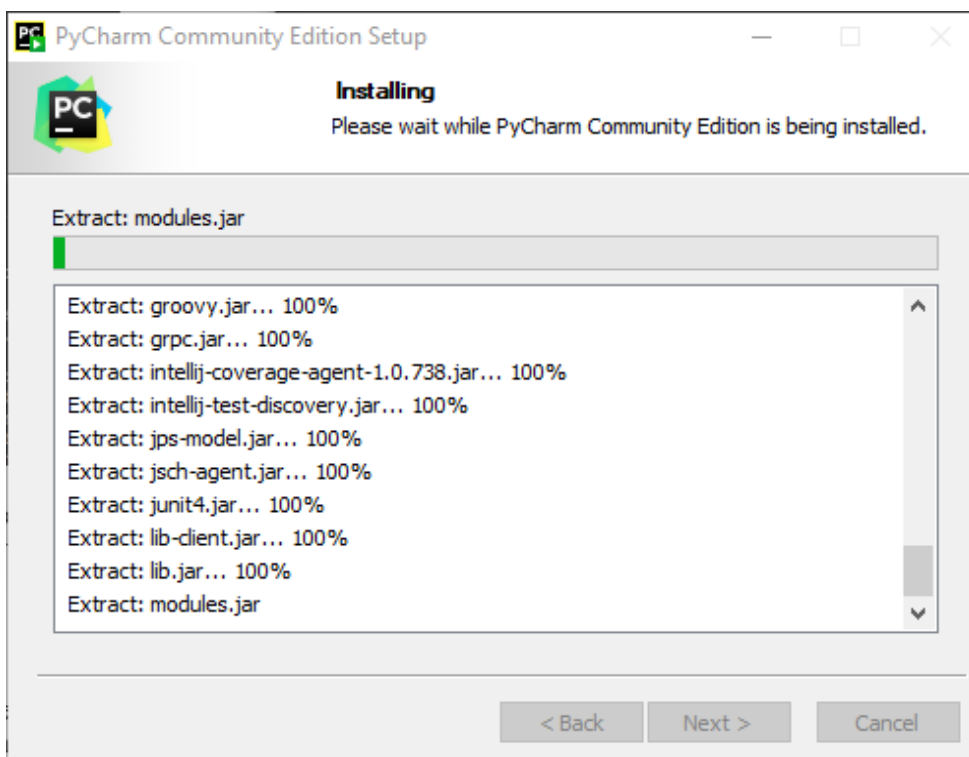 PC PyCharm Community Edition Setup
PC
Installing
Please wait while PyCharm Community Edition is being installed.
Extract: modules.jar
Extract: groovy.jar... 100%
Extract: grpc.jar... 100%
Extract: intellij-coverage-agent-1.0.738.jar... 100%
Extract: intellij-test-discovery.jar... 100%
Extract: jps-model.jar... 100%
Extract: jsch-agent.jar... 100%
Extract: junit4.jar... 100%
Extract: lib-client.jar... 100%
Extract: lib.jar... 100%
Extract: modules.jar
< Back Next > Cancel